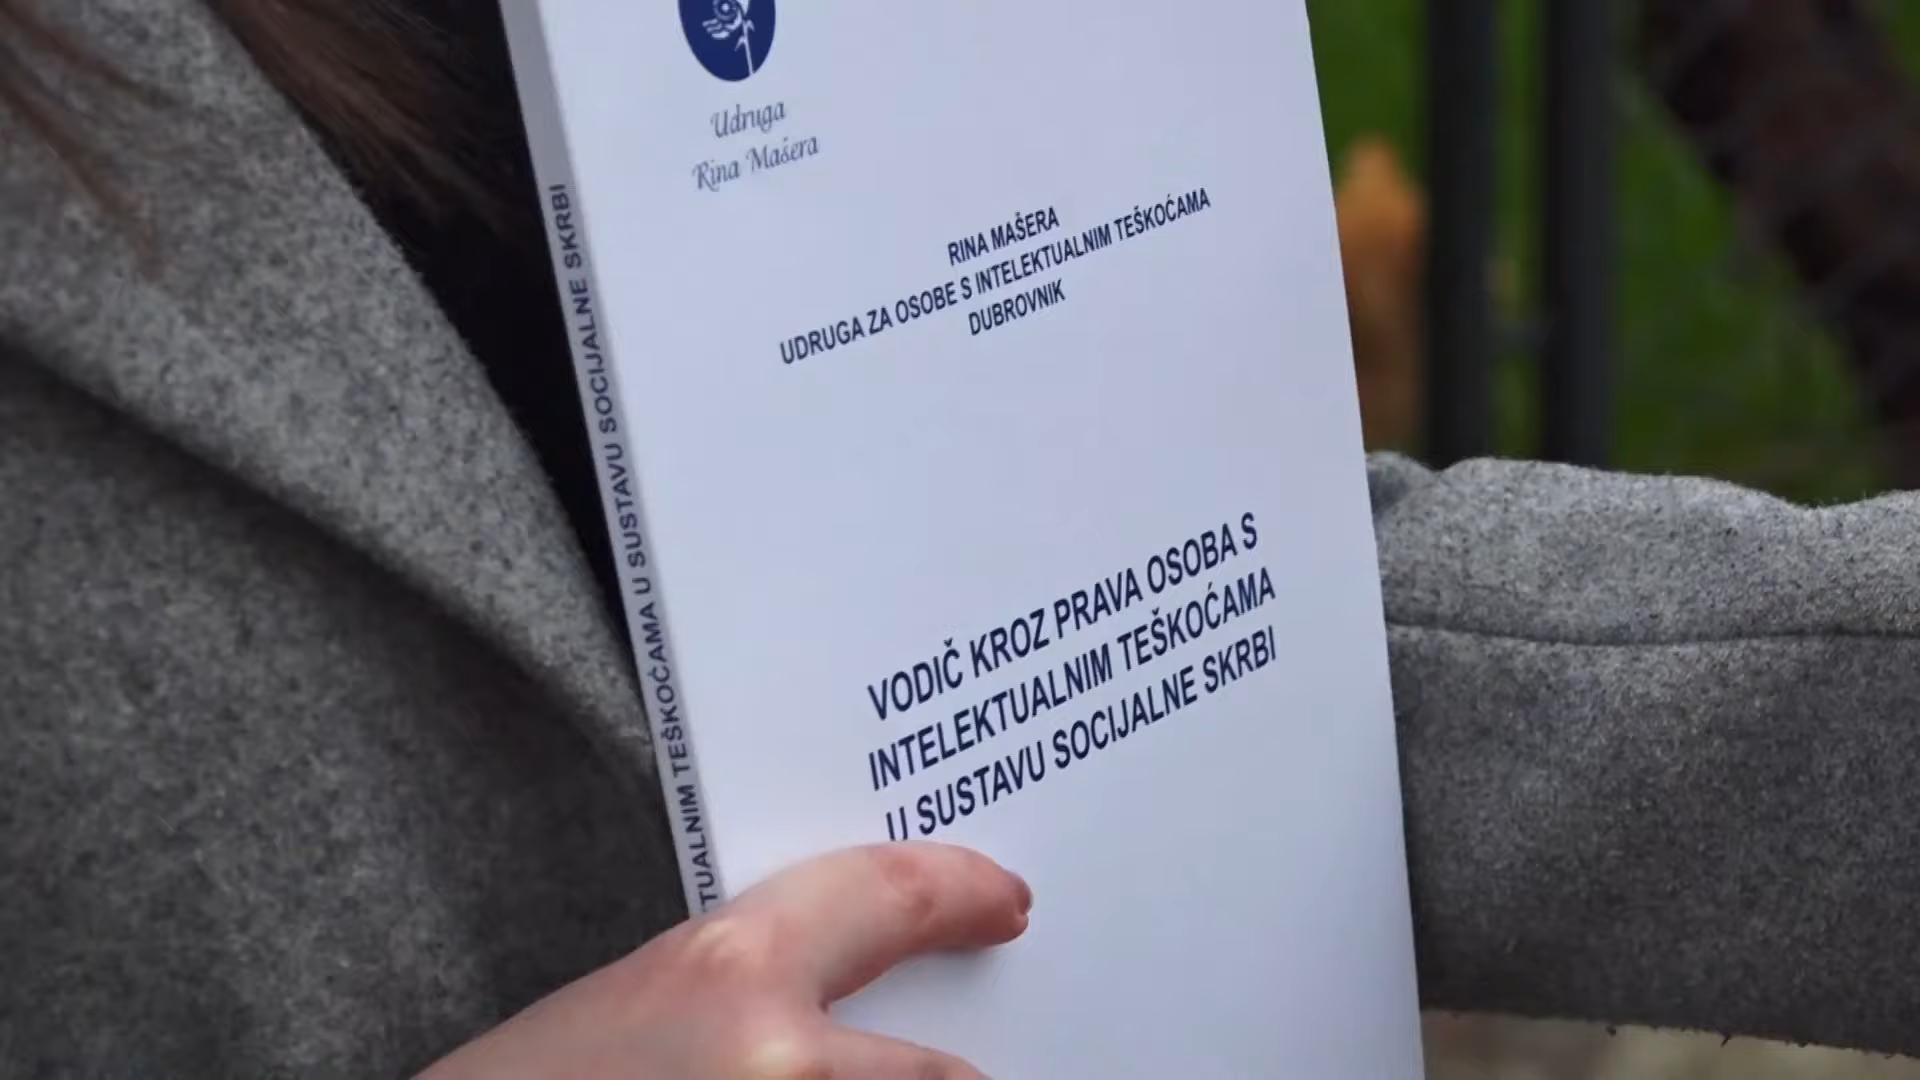 Udruga
Rina Mašera
RINA MAŠERA
UDRUGA ZA OSOBE S INTELEKTUALNIM TEŠKOĆAMA
DUBROVNIK
VODIČ KROZ PRAVA OSOBA S
INTELEKTUALNIM TEŠKOĆAMA
U SUSTAVU SOCIJALNE SKRBI
TUALNIM TEŠKOĆAMA U SUSTAVU SOCIJALNE SKRBI